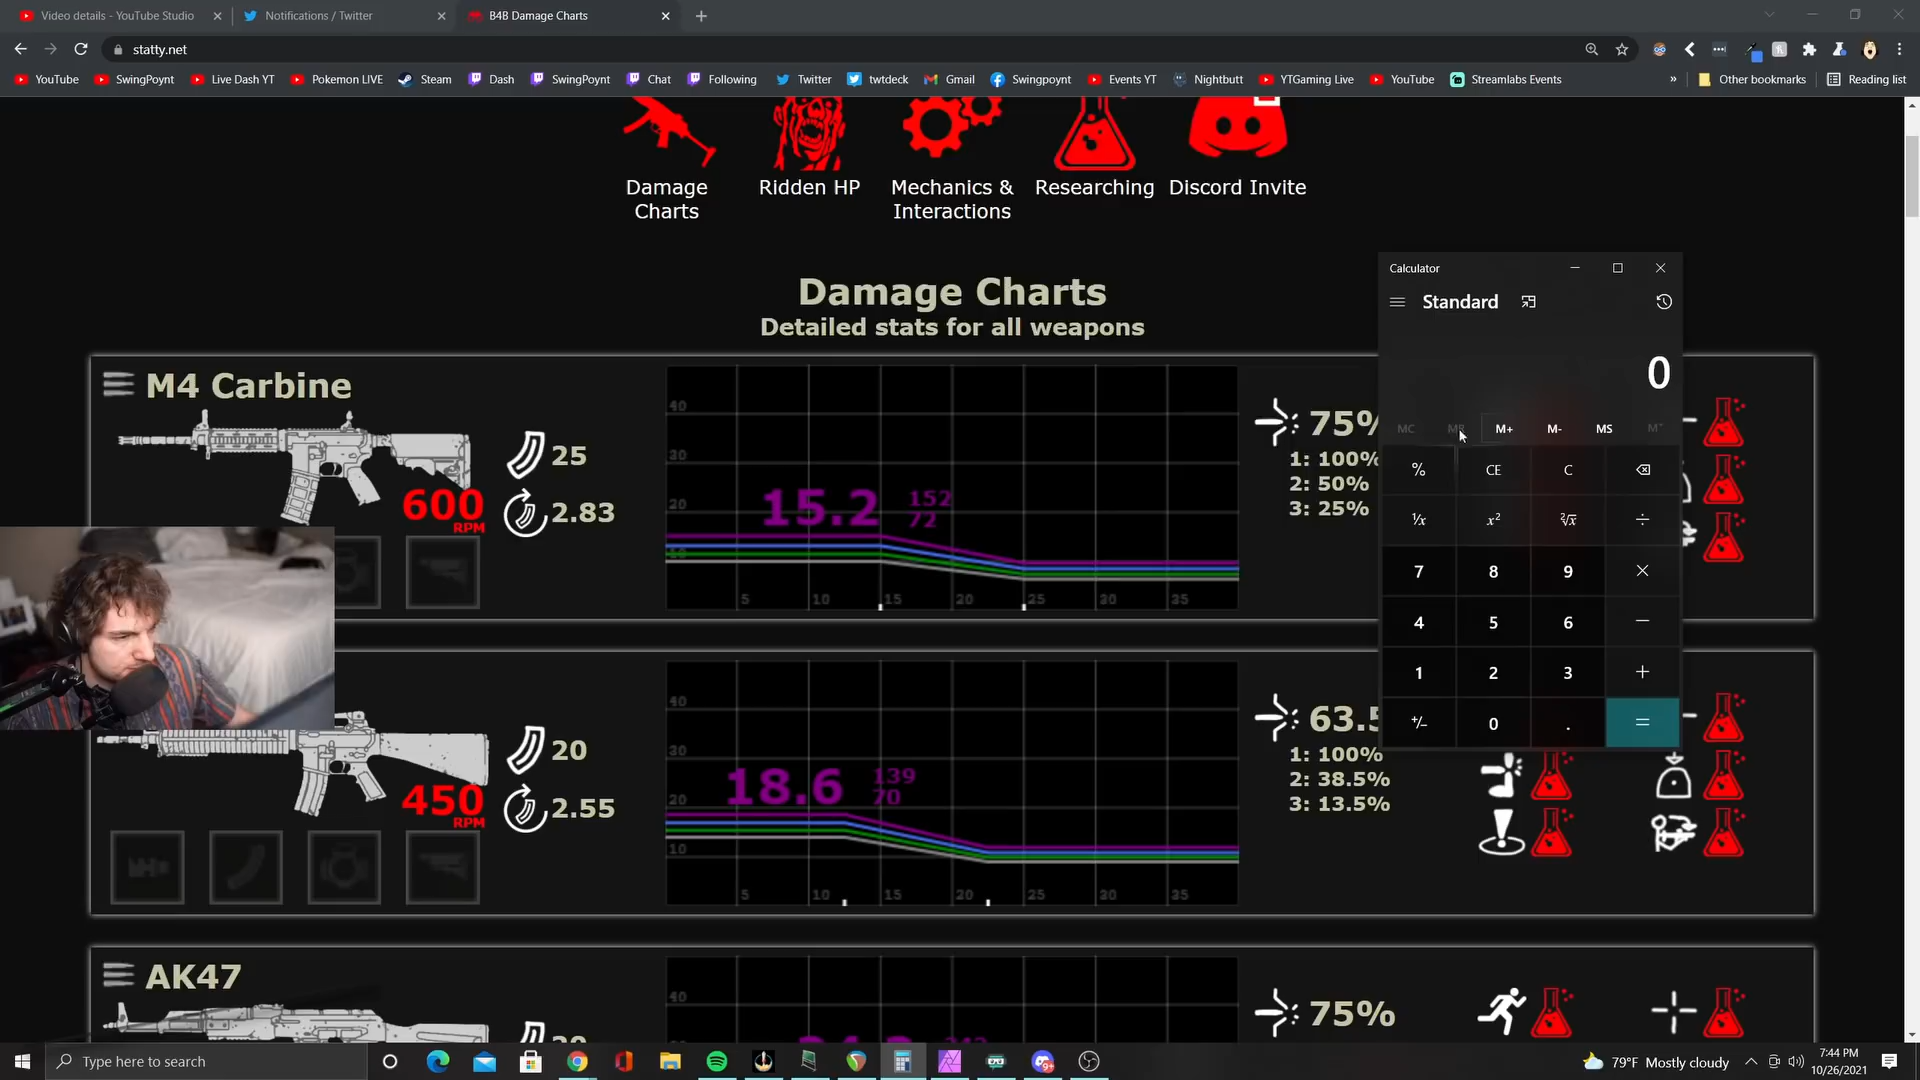 Video details - YouTube Studio
Notifications / Twitter
B4B Damage Charts
statty.net
YouTube
SwingPoynt
Live Dash YT
Pokemon LIVE
Steam
Dash
SwingPoynt
Chat
Following
Twitter
twtdeck
Gmail
Swingpoynt
Events YT
Nightbutt
YTGaming Live
YouTube
Streamlabs Events
»
Other bookmarks
Reading list
Damage
Charts
Ridden HP
Mechanics &
Interactions
Researching
Discord Invite
Damage Charts
Detailed stats for all weapons
M4 Carbine
25
600
RPM
2.83
40
30
20
10
15.2
152
72
5
10
15
20
25
30
35
75%
1: 100%
2: 50%
3: 25%
Calculator
Standard
0
MC
MR
M+
M-
MS
M˅
%
CE
C
⅟x
x²
²√x
÷
7
8
9
×
4
5
6
−
1
2
3
+
+/−
0
.
=
20
450
RPM
2.55
40
30
20
10
18.6
139
70
5
10
15
20
25
30
35
63.5
1: 100%
2: 38.5%
3: 13.5%
AK47
40
75%
Type here to search
9+
79°F Mostly cloudy
7:44 PM
10/26/2021